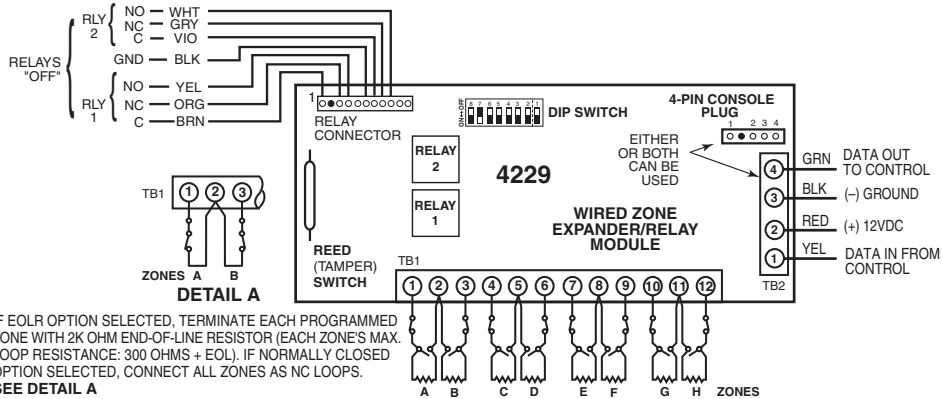 RELAYS
"OFF"
RLY
2
NO WHT
NC GRY
C VIO
GND BLK
RLY
1
NO YEL
NC ORG
C BRN
1
RELAY
CONNECTOR
ON OFF
8 7 6 5 4 3 2 1
DIP SWITCH
4-PIN CONSOLE
PLUG
1 2 3 4
EITHER
OR BOTH
CAN BE
USED
RELAY
2
RELAY
1
4229
WIRED ZONE
EXPANDER/RELAY
MODULE
REED
(TAMPER)
SWITCH
4 GRN DATA OUT
TO CONTROL
3 BLK (–) GROUND
2 RED (+) 12VDC
1 YEL DATA IN FROM
CONTROL
TB2
TB1
1 2 3
ZONES A B
DETAIL A
TB1
1 2 3 4 5 6 7 8 9 10 11 12
A B C D E F G H ZONES
F EOLR OPTION SELECTED, TERMINATE EACH PROGRAMMED
ONE WITH 2K OHM END-OF-LINE RESISTOR (EACH ZONE'S MAX.
OOP RESISTANCE: 300 OHMS + EOL). IF NORMALLY CLOSED
OPTION SELECTED, CONNECT ALL ZONES AS NC LOOPS.
SEE DETAIL A